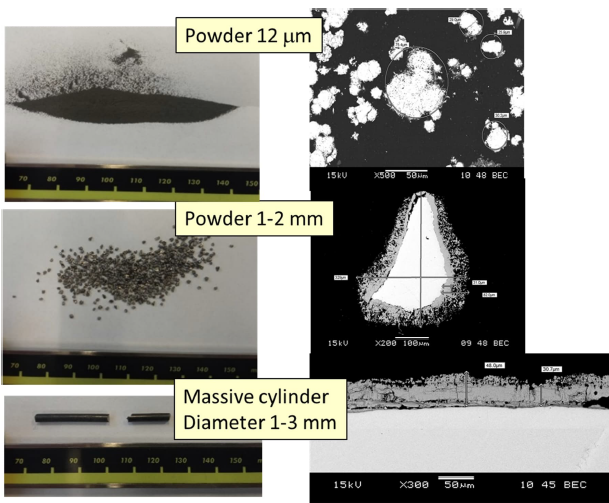 Powder 12 μm
70 80 90 100 110 120 130 140 150
15kV X500 50μm 10 48 BEC
Powder 1-2 mm
70 80 90 100 110 120 130 140 150
15kV X200 100μm 09 48 BEC
Massive cylinder
Diameter 1-3 mm
40.0μm 30.7μm
70 80 90 100 110 120 130 140 150
15kV X300 50μm 10 45 BEC